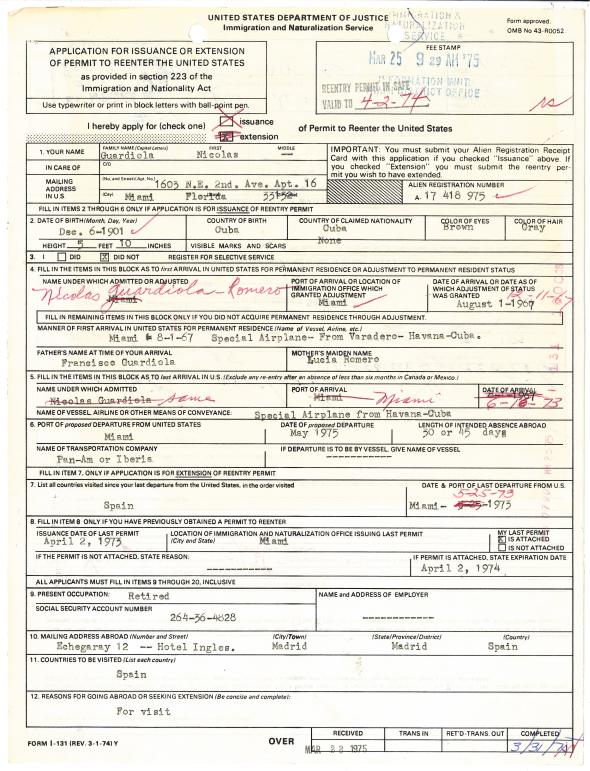 UNITED STATES DEPARTMENT OF JUSTICE
Immigration and Naturalization Service
Form approved.
OMB No 43-R0052
APPLICATION FOR ISSUANCE OR EXTENSION
OF PERMIT TO REENTER THE UNITED STATES
as provided in section 223 of the
Immigration and Nationality Act
Use typewriter or print in block letters with ball-point pen.
FEE STAMP
MAR 25 9 29 AM '75
REENTRY PERMIT IN SAFE
VALID TO 4-2-74
I hereby apply for (check one) issuance
x extension
of Permit to Reenter the United States
1. YOUR NAME
FAMILY NAME (Capital Letters) FIRST MIDDLE
Guardiola Nicolas —
IN CARE OF C/O
MAILING ADDRESS IN U.S.
(No. and Street) (Apt. No.) 1603 N.E. 2nd. Ave. Apt. 16
(City) Miami Florida 33132
IMPORTANT: You must submit your Alien Registration Receipt Card with this application if you checked "Issuance" above. If you checked "Extension" you must submit the reentry permit you wish to have extended.
ALIEN REGISTRATION NUMBER
A. 17 418 975
FILL IN ITEMS 2 THROUGH 6 ONLY IF APPLICATION IS FOR ISSUANCE OF REENTRY PERMIT
2. DATE OF BIRTH (Month, Day, Year) COUNTRY OF BIRTH COUNTRY OF CLAIMED NATIONALITY COLOR OF EYES COLOR OF HAIR
Dec. 6-1901 Cuba Cuba Brown Gray
HEIGHT 5 FEET 10 INCHES VISIBLE MARKS AND SCARS None
3. I DID x DID NOT REGISTER FOR SELECTIVE SERVICE
4. FILL IN THE ITEMS IN THIS BLOCK AS TO first ARRIVAL IN UNITED STATES FOR PERMANENT RESIDENCE OR ADJUSTMENT TO PERMANENT RESIDENT STATUS
NAME UNDER WHICH ADMITTED OR ADJUSTED
Nicolas Guardiola Romero
Miami
PORT OF ARRIVAL OR LOCATION OF IMMIGRATION OFFICE WHICH GRANTED ADJUSTMENT
Miami
DATE OF ARRIVAL OR DATE AS OF WHICH ADJUSTMENT OF STATUS WAS GRANTED
12-11-67
August 1-1967
FILL IN REMAINING ITEMS IN THIS BLOCK ONLY IF YOU DID NOT ACQUIRE PERMANENT RESIDENCE THROUGH ADJUSTMENT.
MANNER OF FIRST ARRIVAL IN UNITED STATES FOR PERMANENT RESIDENCE (Name of Vessel, Airline, etc.)
Miami # 8-1-67 Special Airplane- From Varadero- Havana-Cuba.
FATHER'S NAME AT TIME OF YOUR ARRIVAL MOTHER'S MAIDEN NAME
Francisco Guardiola Lucia Romero
5. FILL IN THE ITEMS IN THIS BLOCK AS TO last ARRIVAL IN U.S. (Exclude any re-entry after an absence of less than six months in Canada or Mexico.)
NAME UNDER WHICH ADMITTED PORT OF ARRIVAL DATE OF ARRIVAL
Nicolas Guardiola same Miami Miami 6-16-73
NAME OF VESSEL AIRLINE OR OTHER MEANS OF CONVEYANCE: Special Airplane from Havana-Cuba
6. PORT OF proposed DEPARTURE FROM UNITED STATES DATE OF proposed DEPARTURE LENGTH OF INTENDED ABSENCE ABROAD
Miami May 1975 30 or 45 days
NAME OF TRANSPORTATION COMPANY IF DEPARTURE IS TO BE BY VESSEL, GIVE NAME OF VESSEL
Pan-Am or Iberia -----------
FILL IN ITEM 7. ONLY IF APPLICATION IS FOR EXTENSION OF REENTRY PERMIT
7. List all countries visited since your last departure from the United States, in the order visited
DATE & PORT OF LAST DEPARTURE FROM U.S.
5-25-73
Spain Miami- 1973
8. FILL IN ITEM 8 ONLY IF YOU HAVE PREVIOUSLY OBTAINED A PERMIT TO REENTER
ISSUANCE DATE OF LAST PERMIT LOCATION OF IMMIGRATION AND NATURALIZATION OFFICE ISSUING LAST PERMIT (City and State) MY LAST PERMIT
April 2, 1973 Miami x IS ATTACHED
IS NOT ATTACHED
IF THE PERMIT IS NOT ATTACHED, STATE REASON: ----------- IF PERMIT IS ATTACHED, STATE EXPIRATION DATE
April 2, 1974
ALL APPLICANTS MUST FILL IN ITEMS 9 THROUGH 20, INCLUSIVE
9. PRESENT OCCUPATION: Retired NAME and ADDRESS OF EMPLOYER
SOCIAL SECURITY ACCOUNT NUMBER
264-36-4828 -----------
10. MAILING ADDRESS ABROAD (Number and Street) (City/Town) (State/Province/District) (Country)
Echegaray 12 -- Hotel Ingles. Madrid Madrid Spain
11. COUNTRIES TO BE VISITED (List each country)
Spain
12. REASONS FOR GOING ABROAD OR SEEKING EXTENSION (Be concise and complete):
For visit
FORM I-131 (REV. 3-1-74) Y
OVER
RECEIVED TRANS IN RET'D-TRANS. OUT COMPLETED
MAR 22 1975 3/31/75